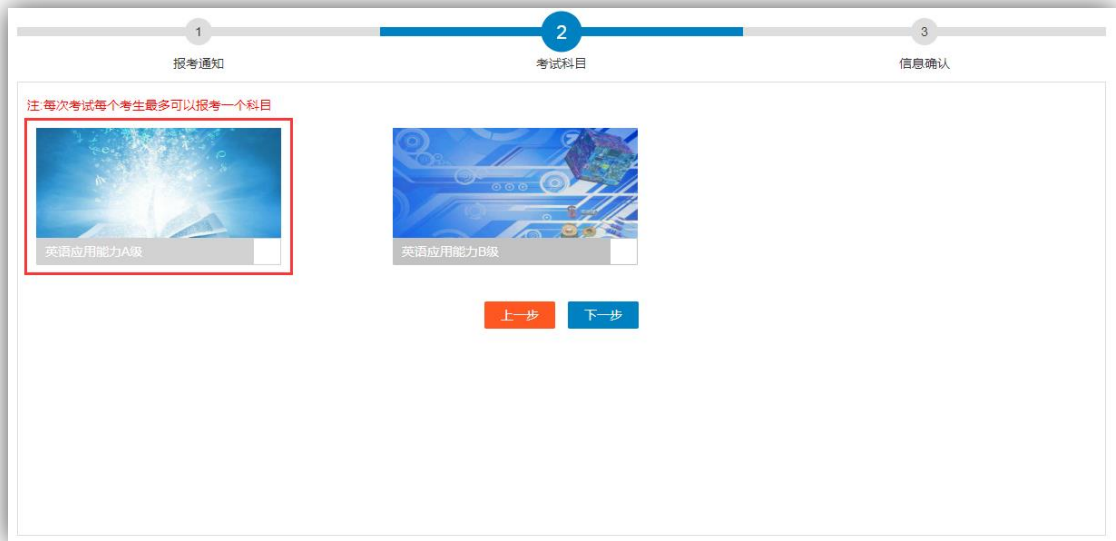 1
2
3
报考通知
考试科目
信息确认
注:每次考试每个考生最多可以报考一个科目
英语应用能力A级
英语应用能力B级
上一步
下一步